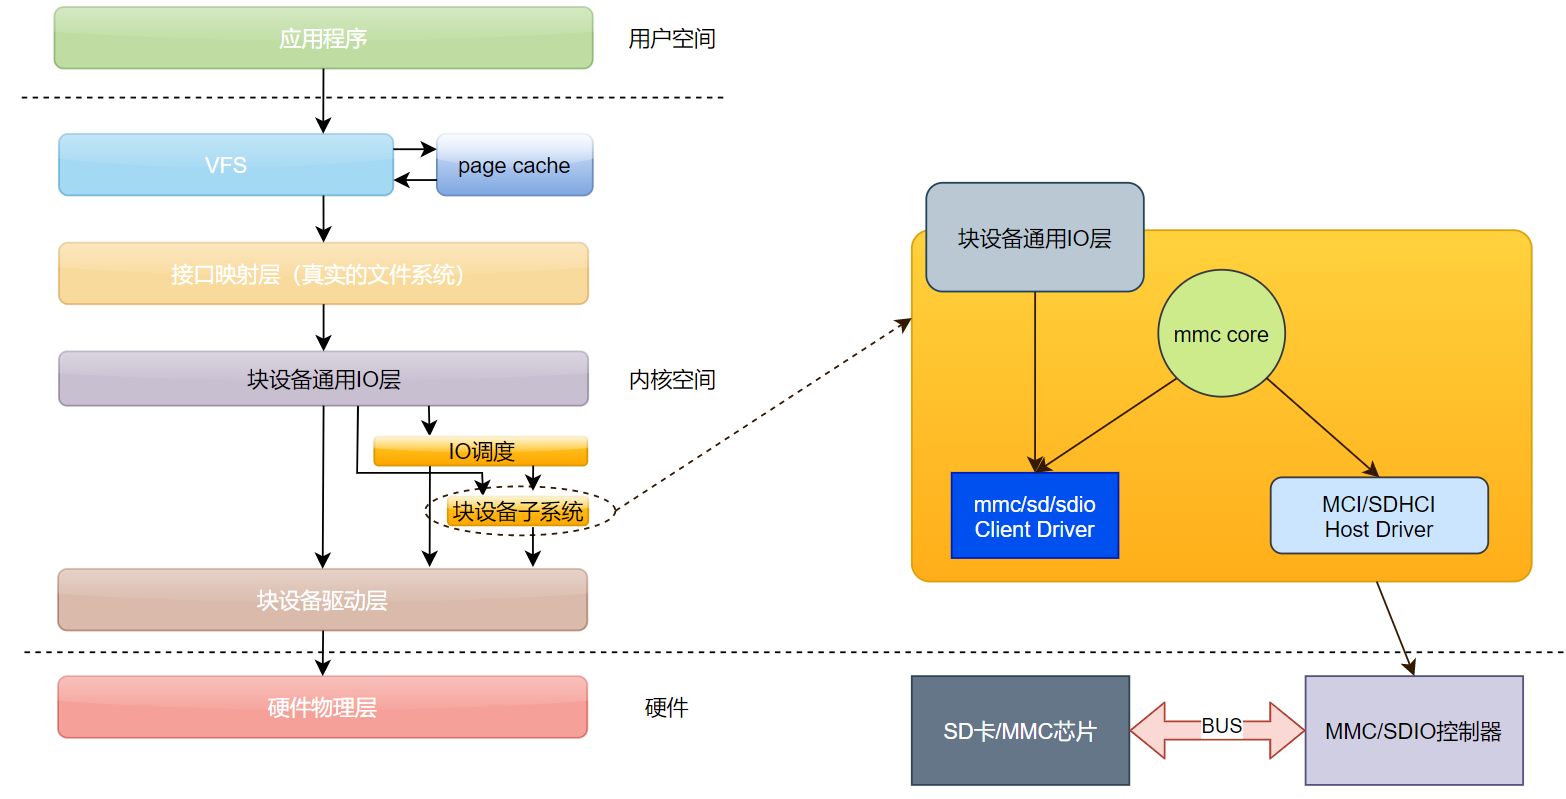 应用程序
用户空间
VFS
page cache
接口映射层（真实的文件系统）
块设备通用IO层
内核空间
IO调度
块设备子系统
块设备驱动层
硬件物理层
硬件
块设备通用IO层
mmc core
mmc/sd/sdio
Client Driver
MCI/SDHCI
Host Driver
SD卡/MMC芯片
BUS
MMC/SDIO控制器